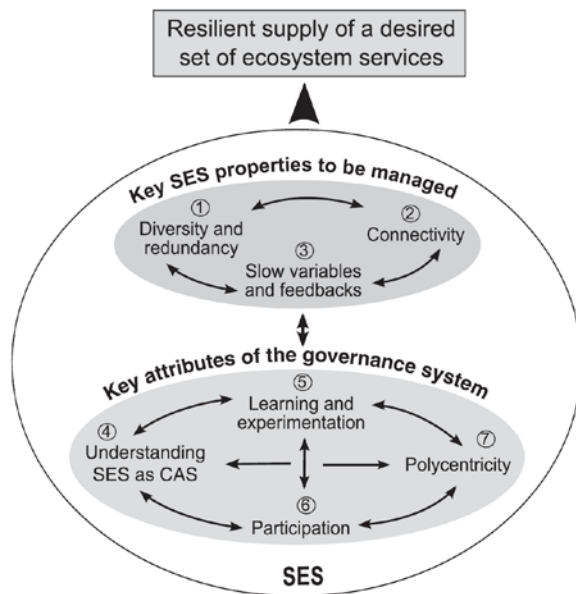 Resilient supply of a desired
set of ecosystem services
Key SES properties to be managed
①
Diversity and
redundancy
②
Connectivity
③
Slow variables
and feedbacks
Key attributes of the governance system
④
Understanding
SES as CAS
⑤
Learning and
experimentation
⑥
Participation
⑦
Polycentricity
SES